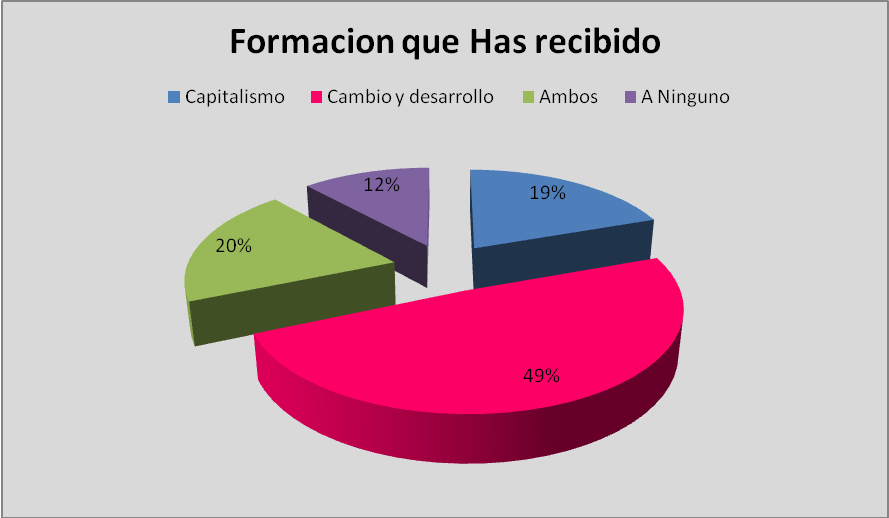 Formacion que Has recibido
Capitalismo Cambio y desarrollo Ambos A Ninguno
12%
19%
20%
49%